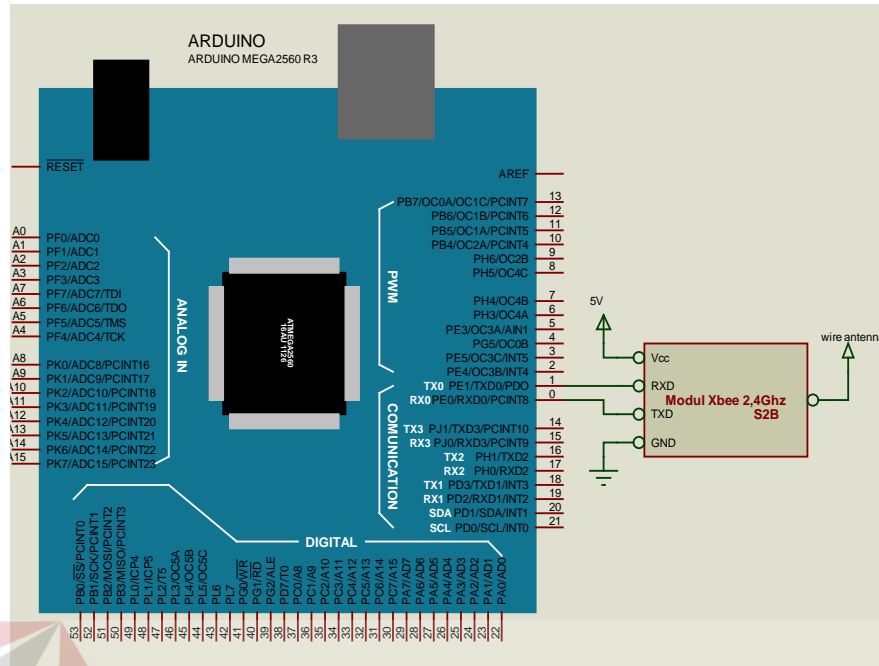 ARDUINO
ARDUINO MEGA2560 R3
RESET
AREF
A0 PF0/ADC0
A1 PF1/ADC1
A2 PF2/ADC2
A3 PF3/ADC3
A7 PF7/ADC7/TDI
A6 PF6/ADC6/TDO
A5 PF5/ADC5/TMS
A4 PF4/ADC4/TCK
A8 PK0/ADC8/PCINT16
A9 PK1/ADC9/PCINT17
A10 PK2/ADC10/PCINT18
A11 PK3/ADC11/PCINT19
A12 PK4/ADC12/PCINT20
A13 PK5/ADC13/PCINT21
A14 PK6/ADC14/PCINT22
A15 PK7/ADC15/PCINT23
ANALOG IN
ATMEGA2560
16AU 1126
PWM
COMUNICATION
PB7/OC0A/OC1C/PCINT7 13
PB6/OC1B/PCINT6 12
PB5/OC1A/PCINT5 11
PB4/OC2A/PCINT4 10
PH6/OC2B 9
PH5/OC4C 8
PH4/OC4B 7
PH3/OC4A 6
PE3/OC3A/AIN1 5
PG5/OC0B 4
PE5/OC3C/INT5 3
PE4/OC3B/INT4 2
TX0 PE1/TXD0/PDO 1
RX0 PE0/RXD0/PCINT8 0
TX3 PJ1/TXD3/PCINT10 14
RX3 PJ0/RXD3/PCINT9 15
TX2 PH1/TXD2 16
RX2 PH0/RXD2 17
TX1 PD3/TXD1/INT3 18
RX1 PD2/RXD1/INT2 19
SDA PD1/SDA/INT1 20
SCL PD0/SCL/INT0 21
5V
Vcc
RXD
TXD
GND
Modul Xbee 2,4Ghz
S2B
wire antenna
DIGITAL
PB0/SS/PCINT0 53
PB1/SCK/PCINT1 52
PB2/MOSI/PCINT2 51
PB3/MISO/PCINT3 50
PL0/ICP4 49
PL1/ICP5 48
PL2/T5 47
PL3/OC5A 46
PL4/OC5B 45
PL5/OC5C 44
PL6 43
PL7 42
PG0/WR 41
PG1/RD 40
PG2/ALE 39
PD7/T0 38
PC0/A8 37
PC1/A9 36
PC2/A10 35
PC3/A11 34
PC4/A12 33
PC5/A13 32
PC6/A14 31
PC7/A15 30
PA7/AD7 29
PA6/AD6 28
PA5/AD5 27
PA4/AD4 26
PA3/AD3 25
PA2/AD2 24
PA1/AD1 23
PA0/AD0 22